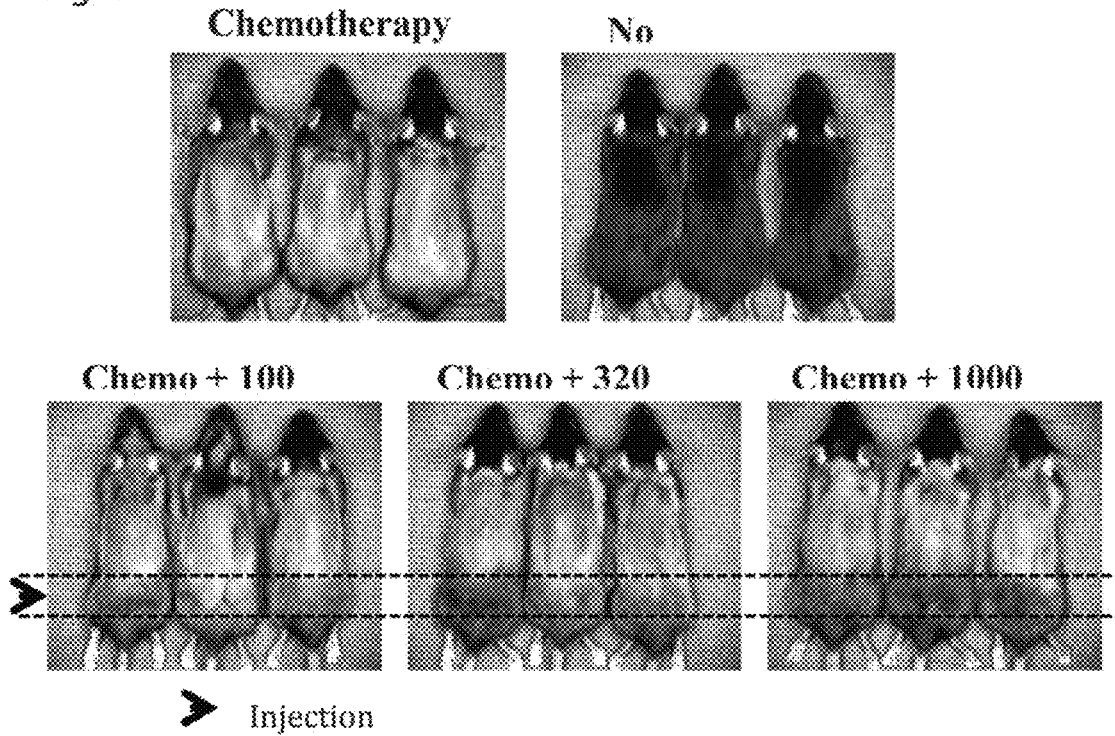 Chemotherapy
No
Chemo + 100
Chemo + 320
Chemo + 1000
Injection